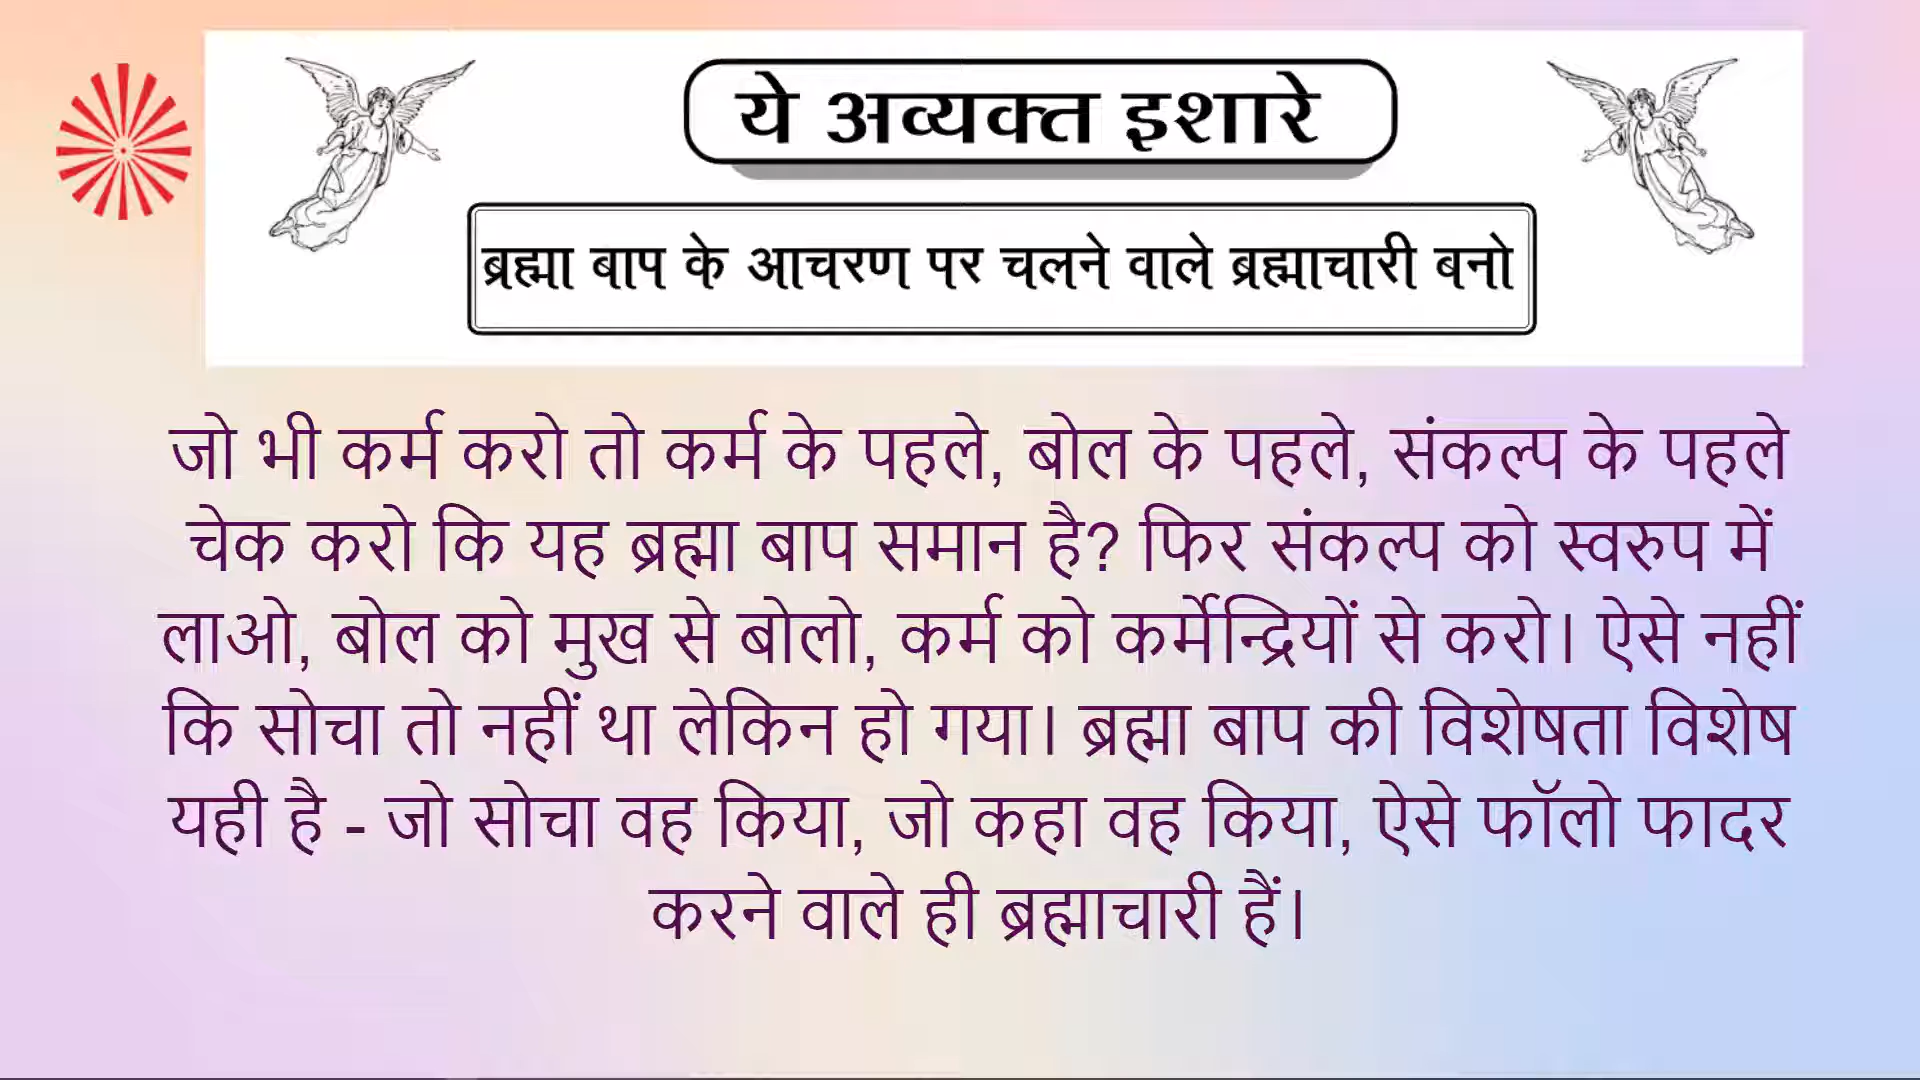 ये अव्यक्त इशारे
ब्रह्मा बाप के आचरण पर चलने वाले ब्रह्माचारी बनो
जो भी कर्म करो तो कर्म के पहले, बोल के पहले, संकल्प के पहले
चेक करो कि यह ब्रह्मा बाप समान है? फिर संकल्प को स्वरुप में
लाओ, बोल को मुख से बोलो, कर्म को कर्मेन्द्रियों से करो। ऐसे नहीं
कि सोचा तो नहीं था लेकिन हो गया। ब्रह्मा बाप की विशेषता विशेष
यही है - जो सोचा वह किया, जो कहा वह किया, ऐसे फॉलो फादर
करने वाले ही ब्रह्माचारी हैं।